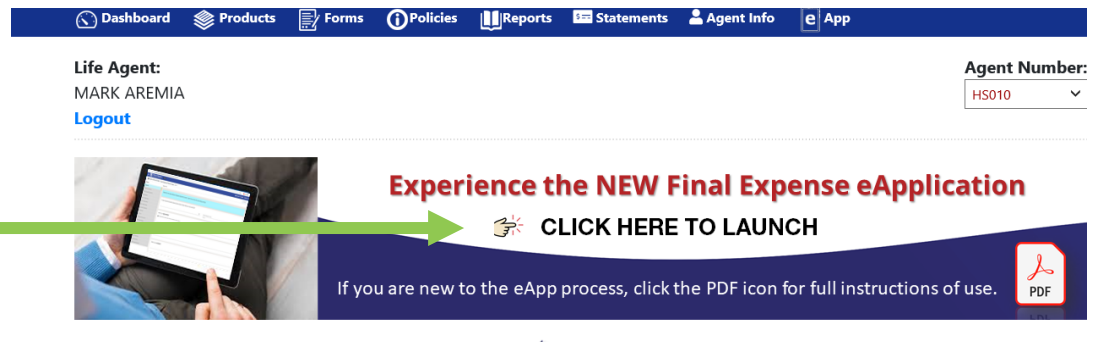 Dashboard Products Forms Policies Reports Statements Agent Info e App
Life Agent: Agent Number:
MARK AREMIA HS010
Logout
Experience the NEW Final Expense eApplication
CLICK HERE TO LAUNCH
If you are new to the eApp process, click the PDF icon for full instructions of use. PDF